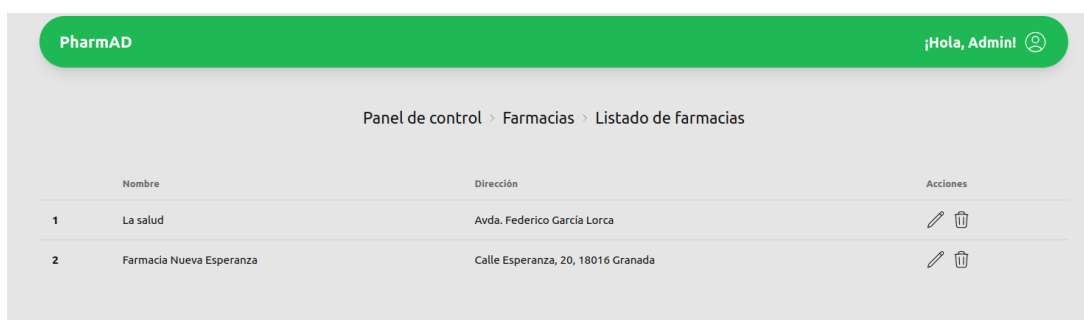 PharmAD ¡Hola, Admin!
Panel de control > Farmacias > Listado de farmacias
Nombre Dirección Acciones
1 La salud Avda. Federico García Lorca
2 Farmacia Nueva Esperanza Calle Esperanza, 20, 18016 Granada